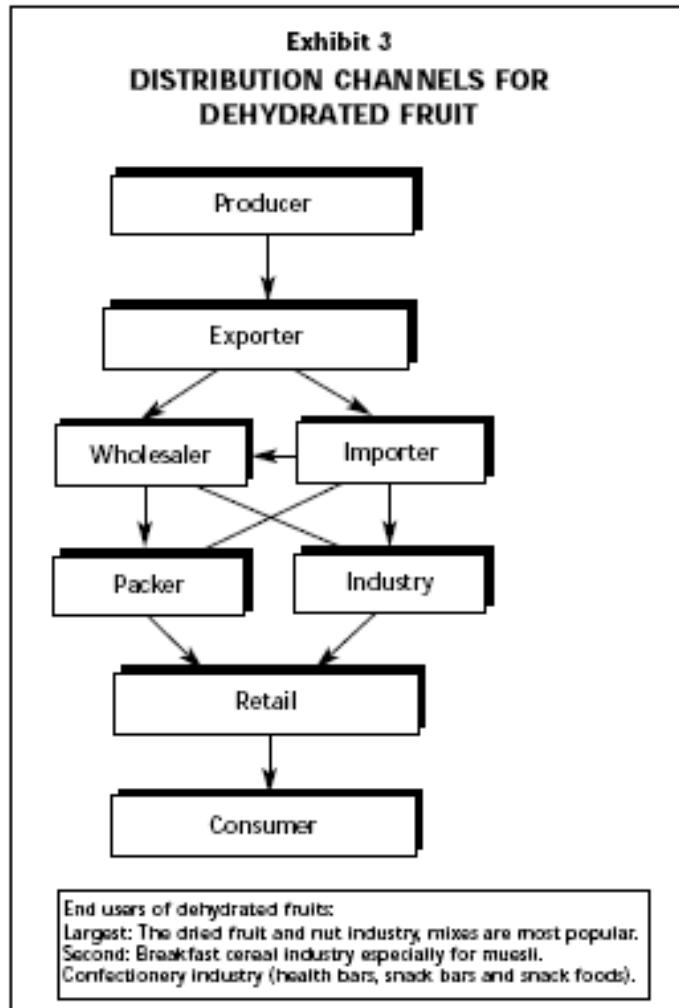 Exhibit 3
DISTRIBUTION CHANNELS FOR
DEHYDRATED FRUIT
Producer
Exporter
Wholesaler
Importer
Packer
Industry
Retail
Consumer
End users of dehydrated fruits:
Largest: The dried fruit and nut industry, mixes are most popular.
Second: Breakfast cereal industry especially for muesli.
Confectionery industry (health bars, snack bars and snack foods).